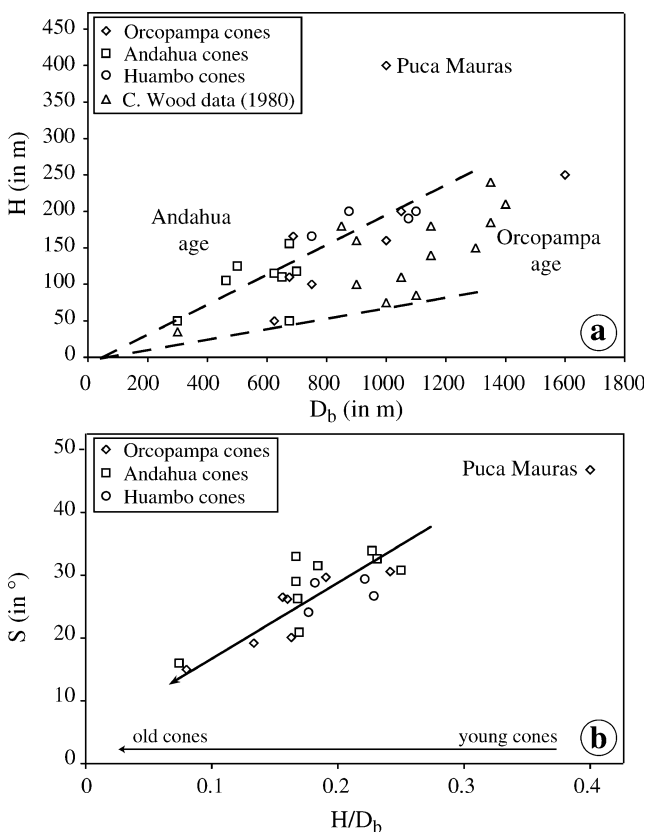 450
400
350
300
250
200
150
100
50
0
H (in m)
Orcopampa cones
Andahua cones
Huambo cones
C. Wood data (1980)
Puca Mauras
Andahua
age
Orcopampa
age
a
0 200 400 600 800 1000 1200 1400 1600 1800
D_b (in m)
50
40
30
20
10
0
S (in °)
Orcopampa cones
Andahua cones
Huambo cones
Puca Mauras
old cones
young cones
b
0 0.1 0.2 0.3 0.4
H/D_b